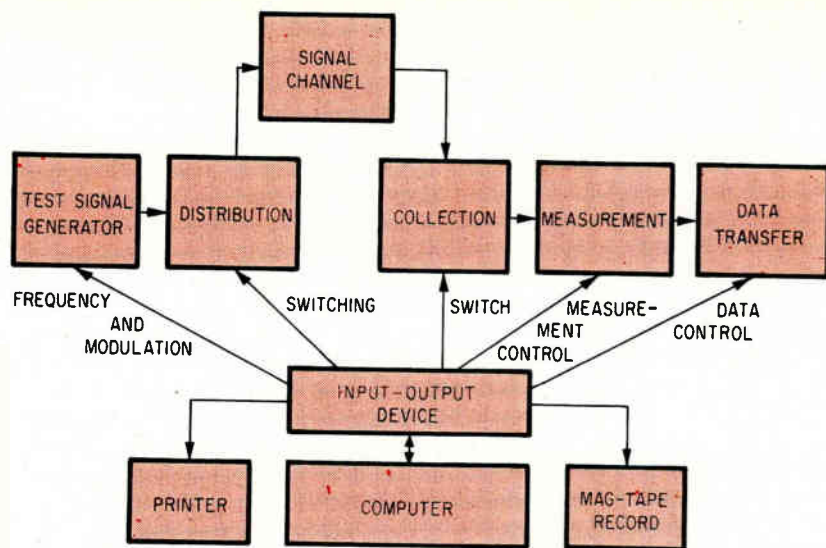 SIGNAL
CHANNEL
TEST SIGNAL
GENERATOR
DISTRIBUTION
COLLECTION
MEASUREMENT
DATA
TRANSFER
FREQUENCY
AND
MODULATION
SWITCHING
SWITCH
MEASURE-
MENT
CONTROL
DATA
CONTROL
INPUT-OUTPUT
DEVICE
PRINTER
COMPUTER
MAG-TAPE
RECORD